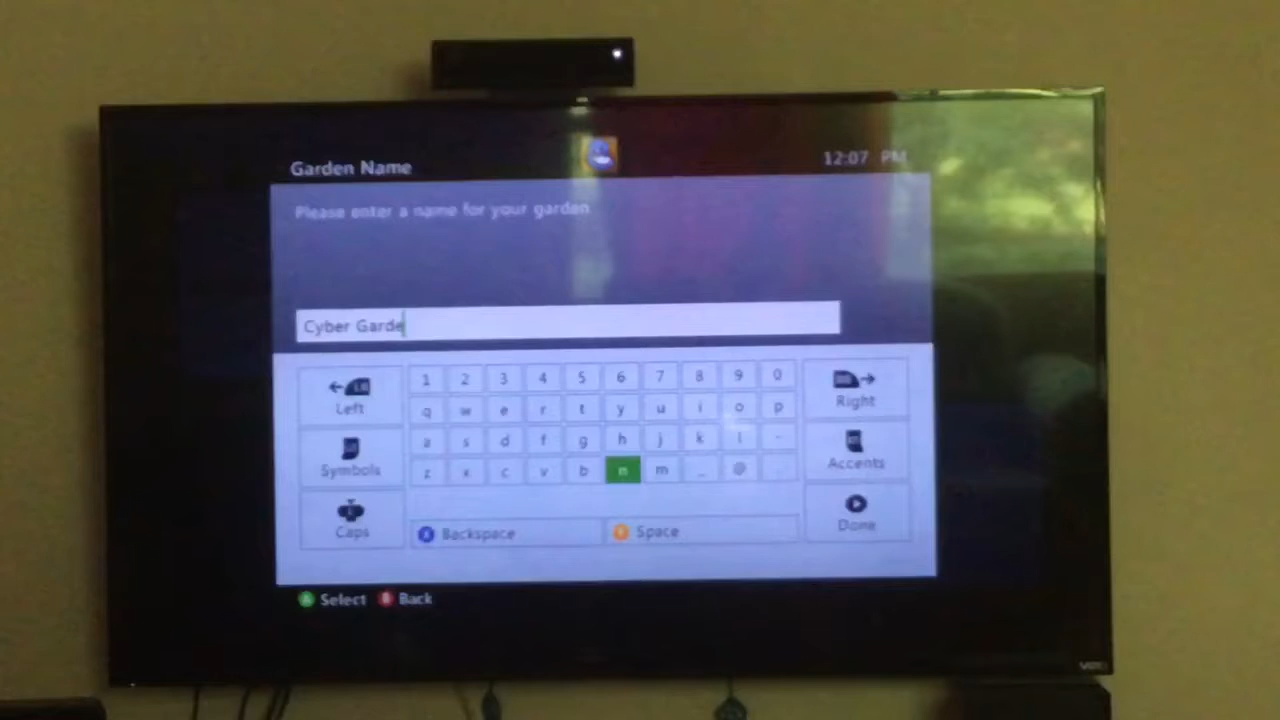 Garden Name
12:07 PM
Please enter a name for your garden
Cyber Garde
Left
1 2 3 4 5 6 7 8 9 0
Right
q w e r t y u i o p
Symbols
a s d f g h j k l -
Accents
z x c v b n m _ @
Caps
Backspace
Space
Done
A Select B Back